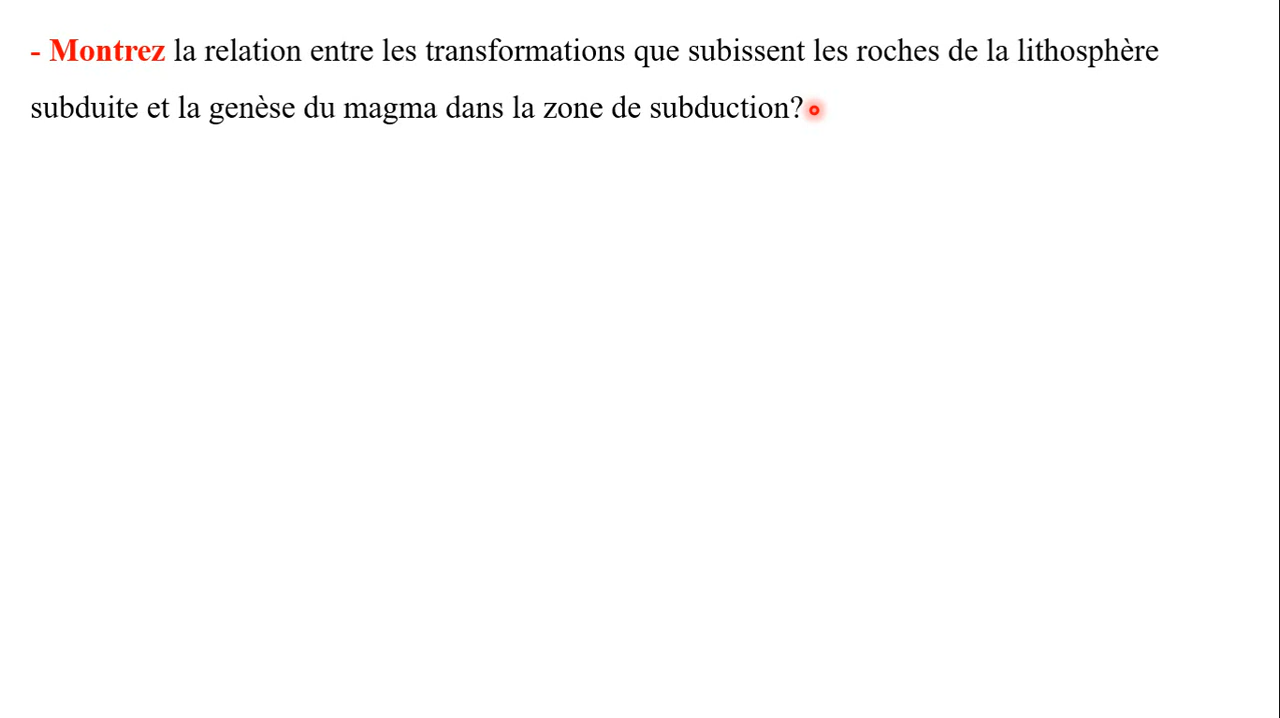 - Montrez la relation entre les transformations que subissent les roches de la lithosphère
subduite et la genèse du magma dans la zone de subduction?